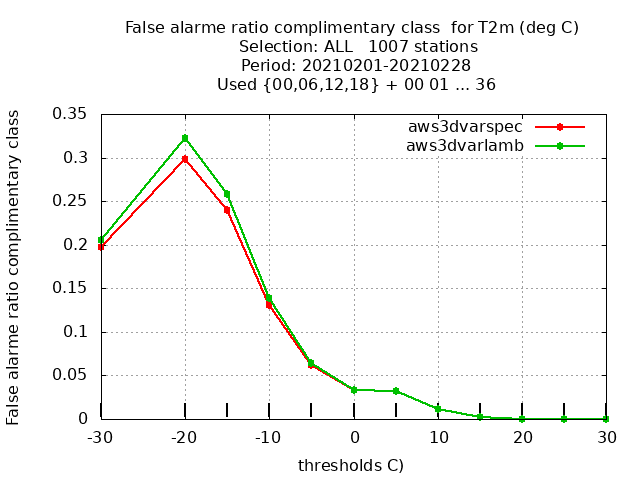 False alarme ratio complimentary class  for T2m (deg C)
Selection: ALL   1007 stations
Period: 20210201-20210228
Used {00,06,12,18} + 00 01 ... 36
False alarme ratio complimentary class
aws3dvarspec
aws3dvarlamb
0.35
0.3
0.25
0.2
0.15
0.1
0.05
0
-30 -20 -10 0 10 20 30
thresholds C)